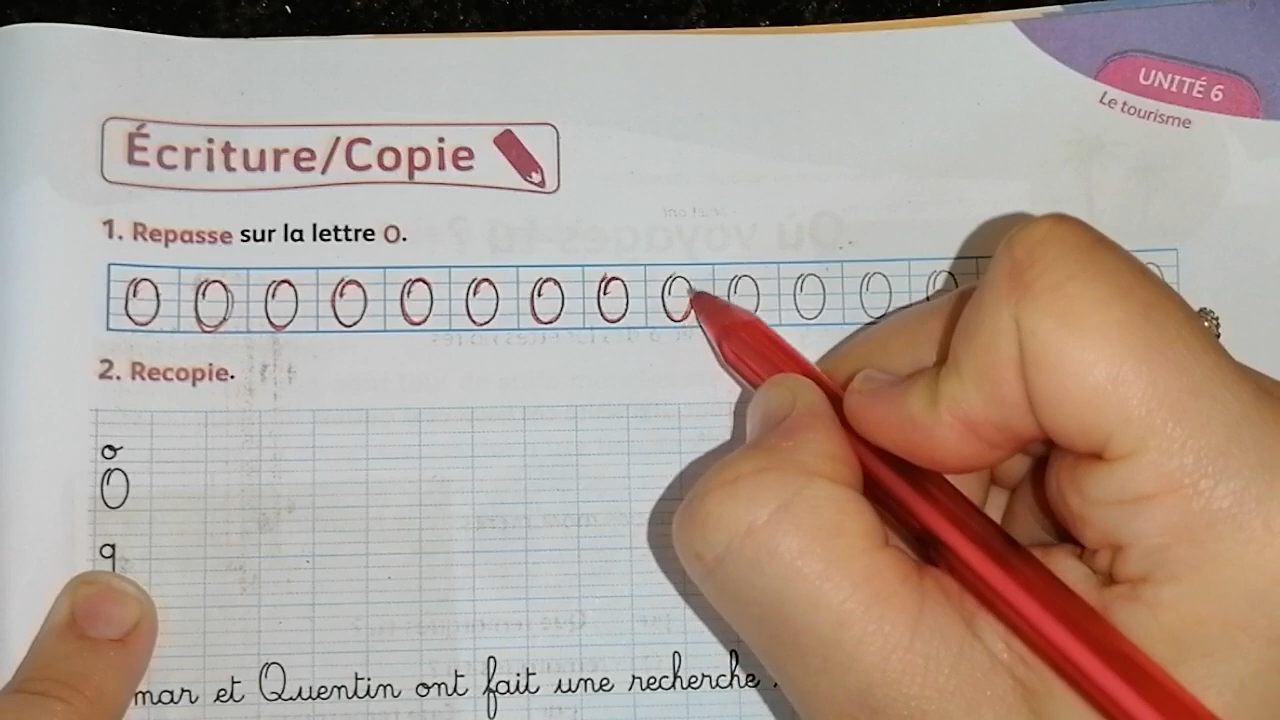 UNITÉ 6
Le tourisme
Écriture/Copie
1. Repasse sur la lettre O.
O O O O O O O O O O O O O
2. Recopie.
o
O
q
mar et Quentin ont fait une recherche.